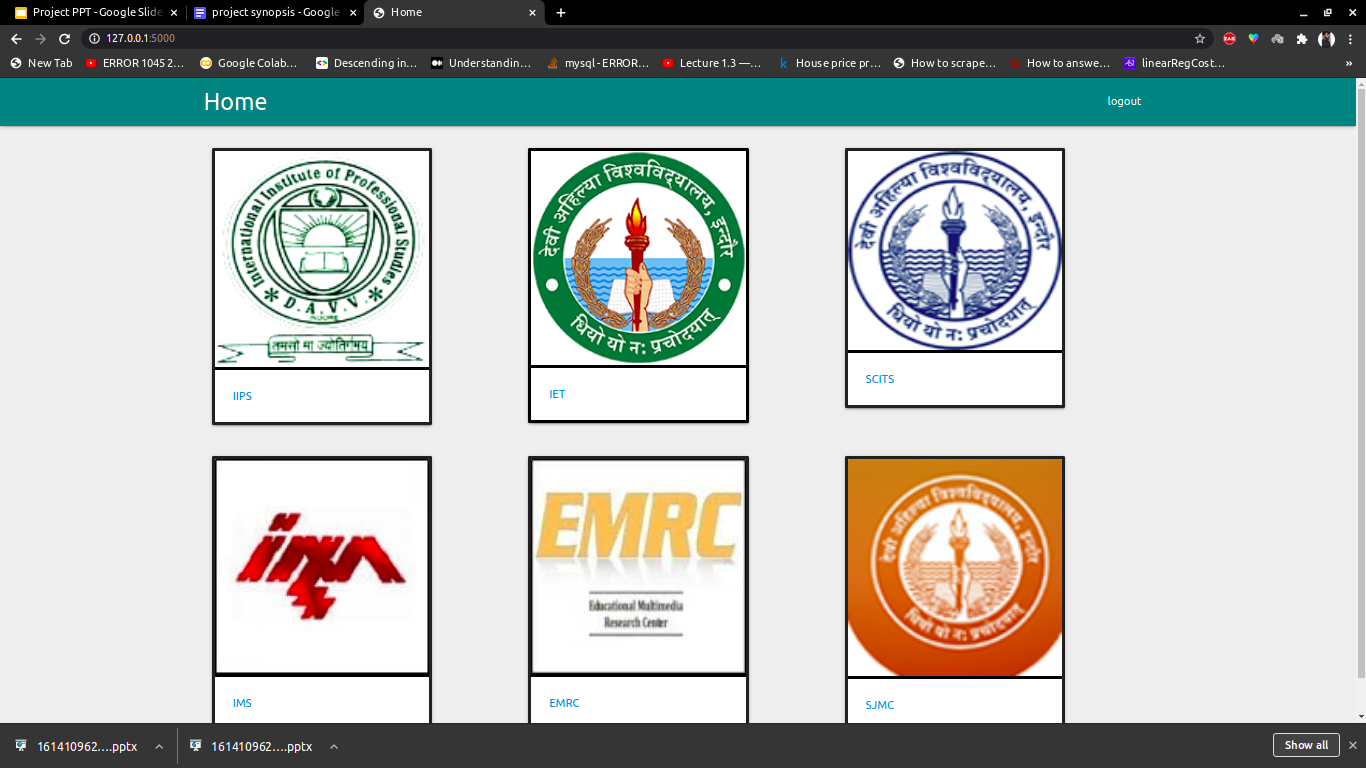 Project PPT - Google Slide
project synopsis - Google
Home
127.0.0.1:5000
New Tab
ERROR 1045 2...
Google Colab...
Descending in...
Understandin...
mysql - ERROR...
Lecture 1.3 —...
House price pr...
How to scrape...
How to answe...
linearRegCost...
»
Home
logout
International Institute of Professional Studies
D.A.V.V.
तमसो मा ज्योतिर्गमय
IIPS
देवी अहिल्या विश्वविद्यालय, इन्दौर
धियो यो नः प्रचोदयात्
IET
देवी अहिल्या विश्वविद्यालय, इन्दौर
धियो यो नः प्रचोदयात्
SCITS
ims
IMS
EMRC
Educational Multimedia
Research Center
EMRC
देवी अहिल्या विश्वविद्यालय, इन्दौर
धियो यो नः प्रचोदयात्
SJMC
161410962....pptx
161410962....pptx
Show all